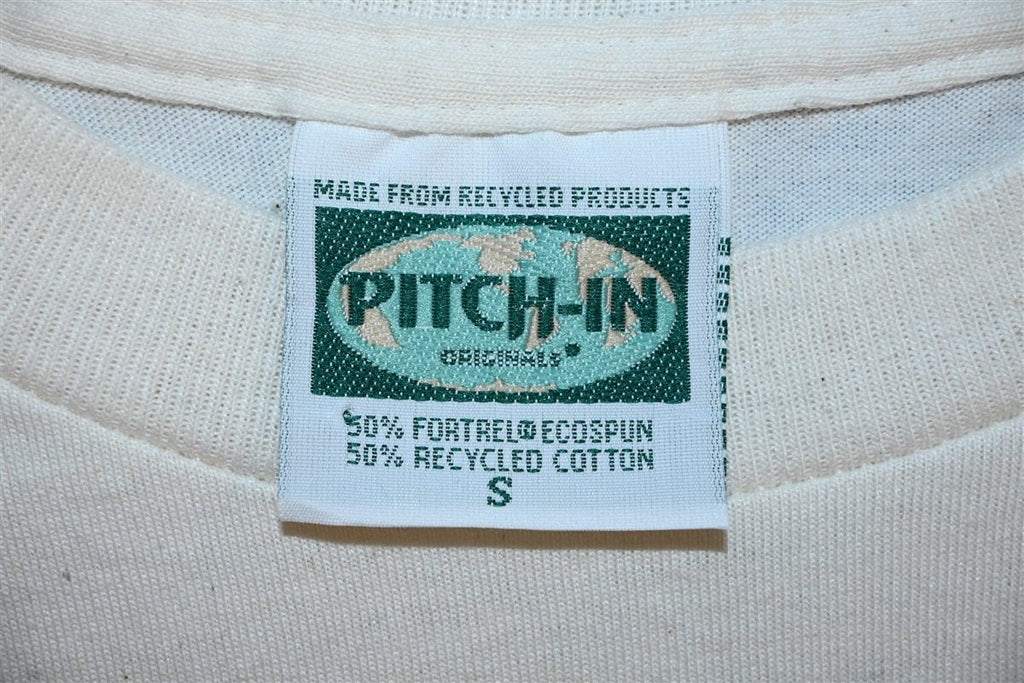 MADE FROM RECYCLED PRODUCTS
PITCH-IN
ORIGINALS
50% FORTREL® ECOSPUN
50% RECYCLED COTTON
S